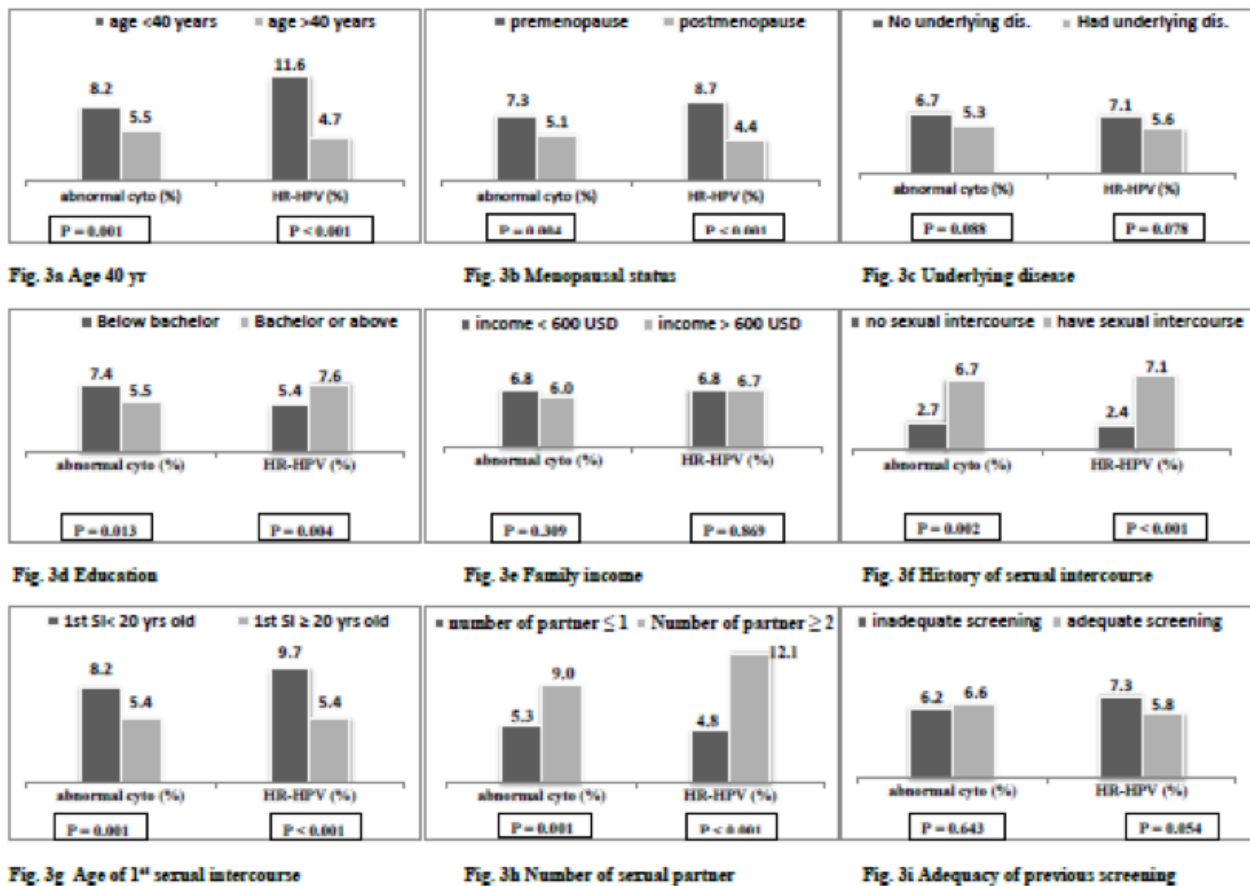 age <40 years age >40 years
8.2 5.5 11.6 4.7
abnormal cyto (%) HR-HPV (%)
P = 0.001 P < 0.001
Fig. 3a Age 40 yr
premenopause postmenopause
7.3 5.1 8.7 4.4
abnormal cyto (%) HR-HPV (%)
P = 0.004 P < 0.001
Fig. 3b Menopausal status
No underlying dis. Had underlying dis.
6.7 5.3 7.1 5.6
abnormal cyto (%) HR-HPV (%)
P = 0.088 P = 0.078
Fig. 3c Underlying disease
Below bachelor Bachelor or above
7.4 5.5 5.4 7.6
abnormal cyto (%) HR-HPV (%)
P = 0.013 P = 0.004
Fig. 3d Education
income < 600 USD income > 600 USD
6.8 6.0 6.8 6.7
abnormal cyto (%) HR-HPV (%)
P = 0.309 P = 0.869
Fig. 3e Family income
no sexual intercourse have sexual intercourse
2.7 6.7 2.4 7.1
abnormal cyto (%) HR-HPV (%)
P = 0.002 P < 0.001
Fig. 3f History of sexual intercourse
1st SI< 20 yrs old 1st SI ≥ 20 yrs old
8.2 5.4 9.7 5.4
abnormal cyto (%) HR-HPV (%)
P = 0.001 P < 0.001
Fig. 3g Age of 1st sexual intercourse
number of partner ≤ 1 Number of partner ≥ 2
5.3 9.0 4.8 12.1
abnormal cyto (%) HR-HPV (%)
P = 0.001 P < 0.001
Fig. 3h Number of sexual partner
inadequate screening adequate screening
6.2 6.6 7.3 5.8
abnormal cyto (%) HR-HPV (%)
P = 0.643 P = 0.054
Fig. 3i Adequacy of previous screening